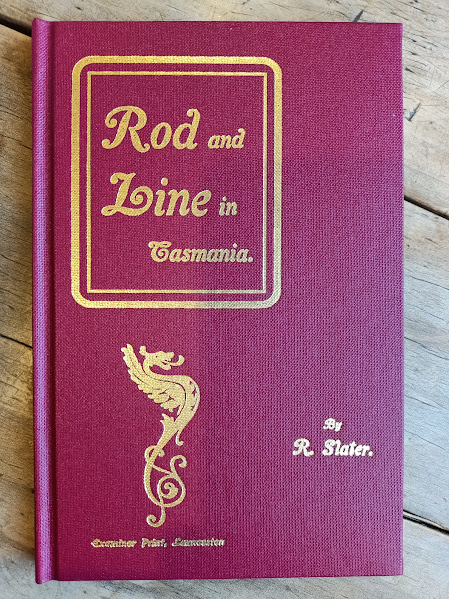 Rod and
Line in
Tasmania.
By
R. Slater.
Examiner Print, Launceston